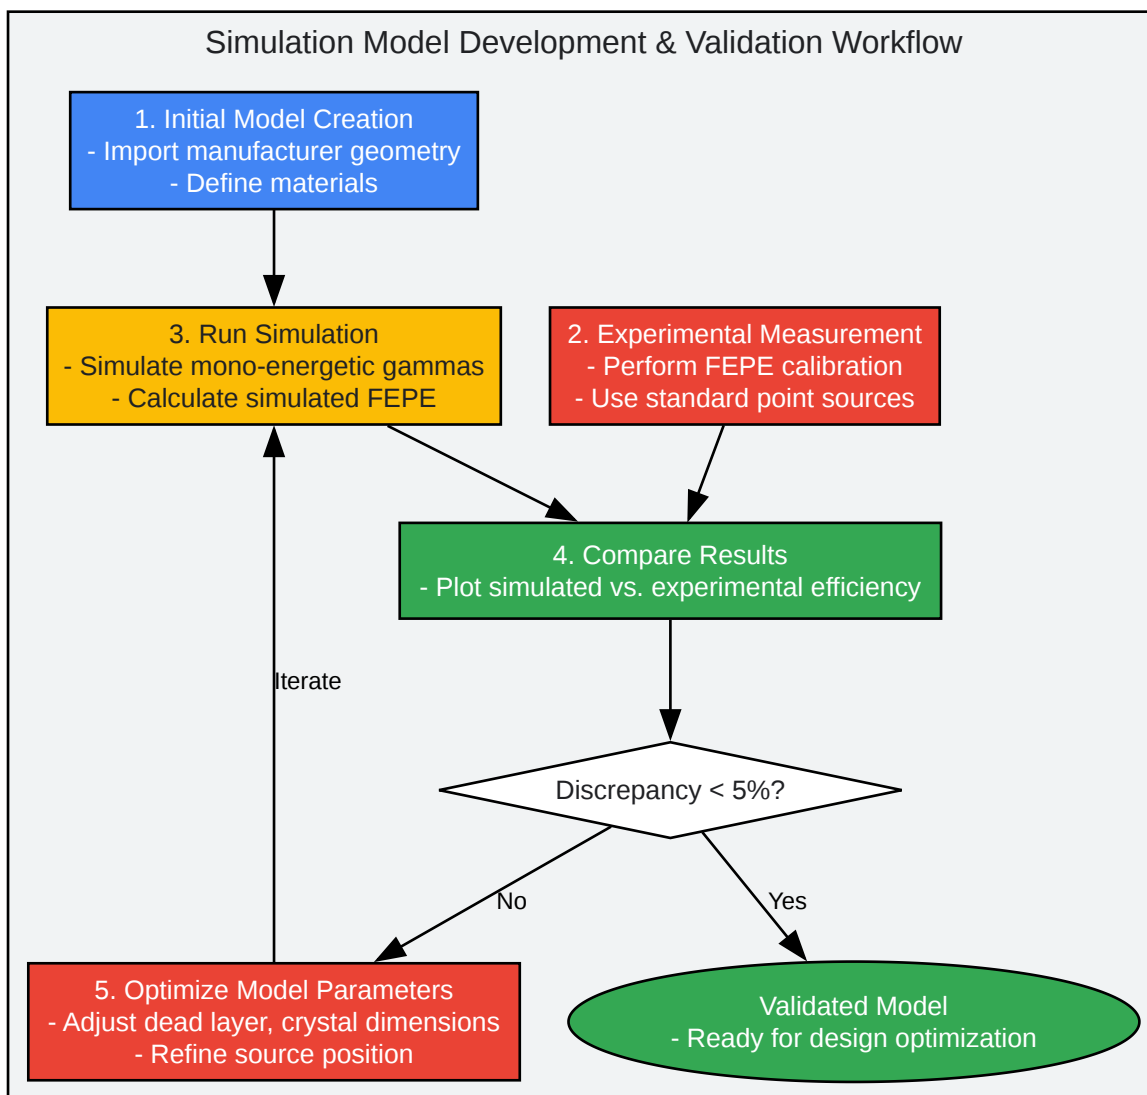 Simulation Model Development & Validation Workflow
1. Initial Model Creation
- Import manufacturer geometry
- Define materials
3. Run Simulation
- Simulate mono-energetic gammas
- Calculate simulated FEPE
2. Experimental Measurement
- Perform FEPE calibration
- Use standard point sources
4. Compare Results
- Plot simulated vs. experimental efficiency
Iterate
Discrepancy < 5%?
No
Yes
5. Optimize Model Parameters
- Adjust dead layer, crystal dimensions
- Refine source position
Validated Model
- Ready for design optimization